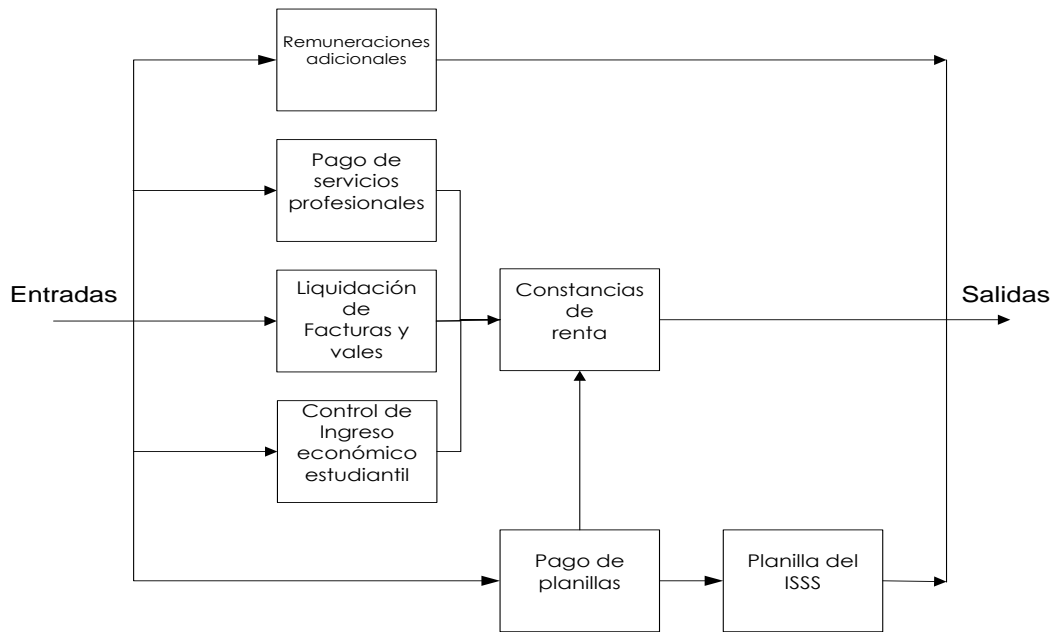 Remuneraciones
adicionales
Pago de
servicios
profesionales
Entradas
Liquidación
de
Facturas y
vales
Constancias
de
renta
Salidas
Control de
Ingreso
económico
estudiantil
Pago de
planillas
Planilla del
ISSS